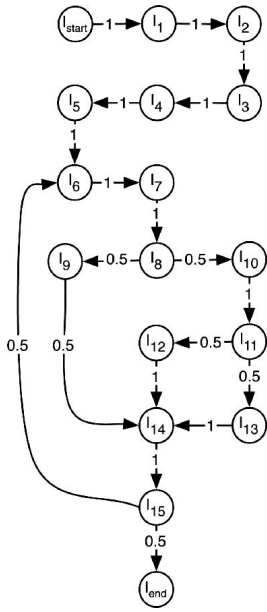 I_start 1 I_1 1 I_2
1
I_5 1 I_4 1 I_3
1
I_6 1 I_7
1
I_9 0.5 I_8 0.5 I_10
1
I_12 0.5 I_11
0.5 0.5 1 0.5
I_14 1 I_13
1
I_15
0.5
I_end